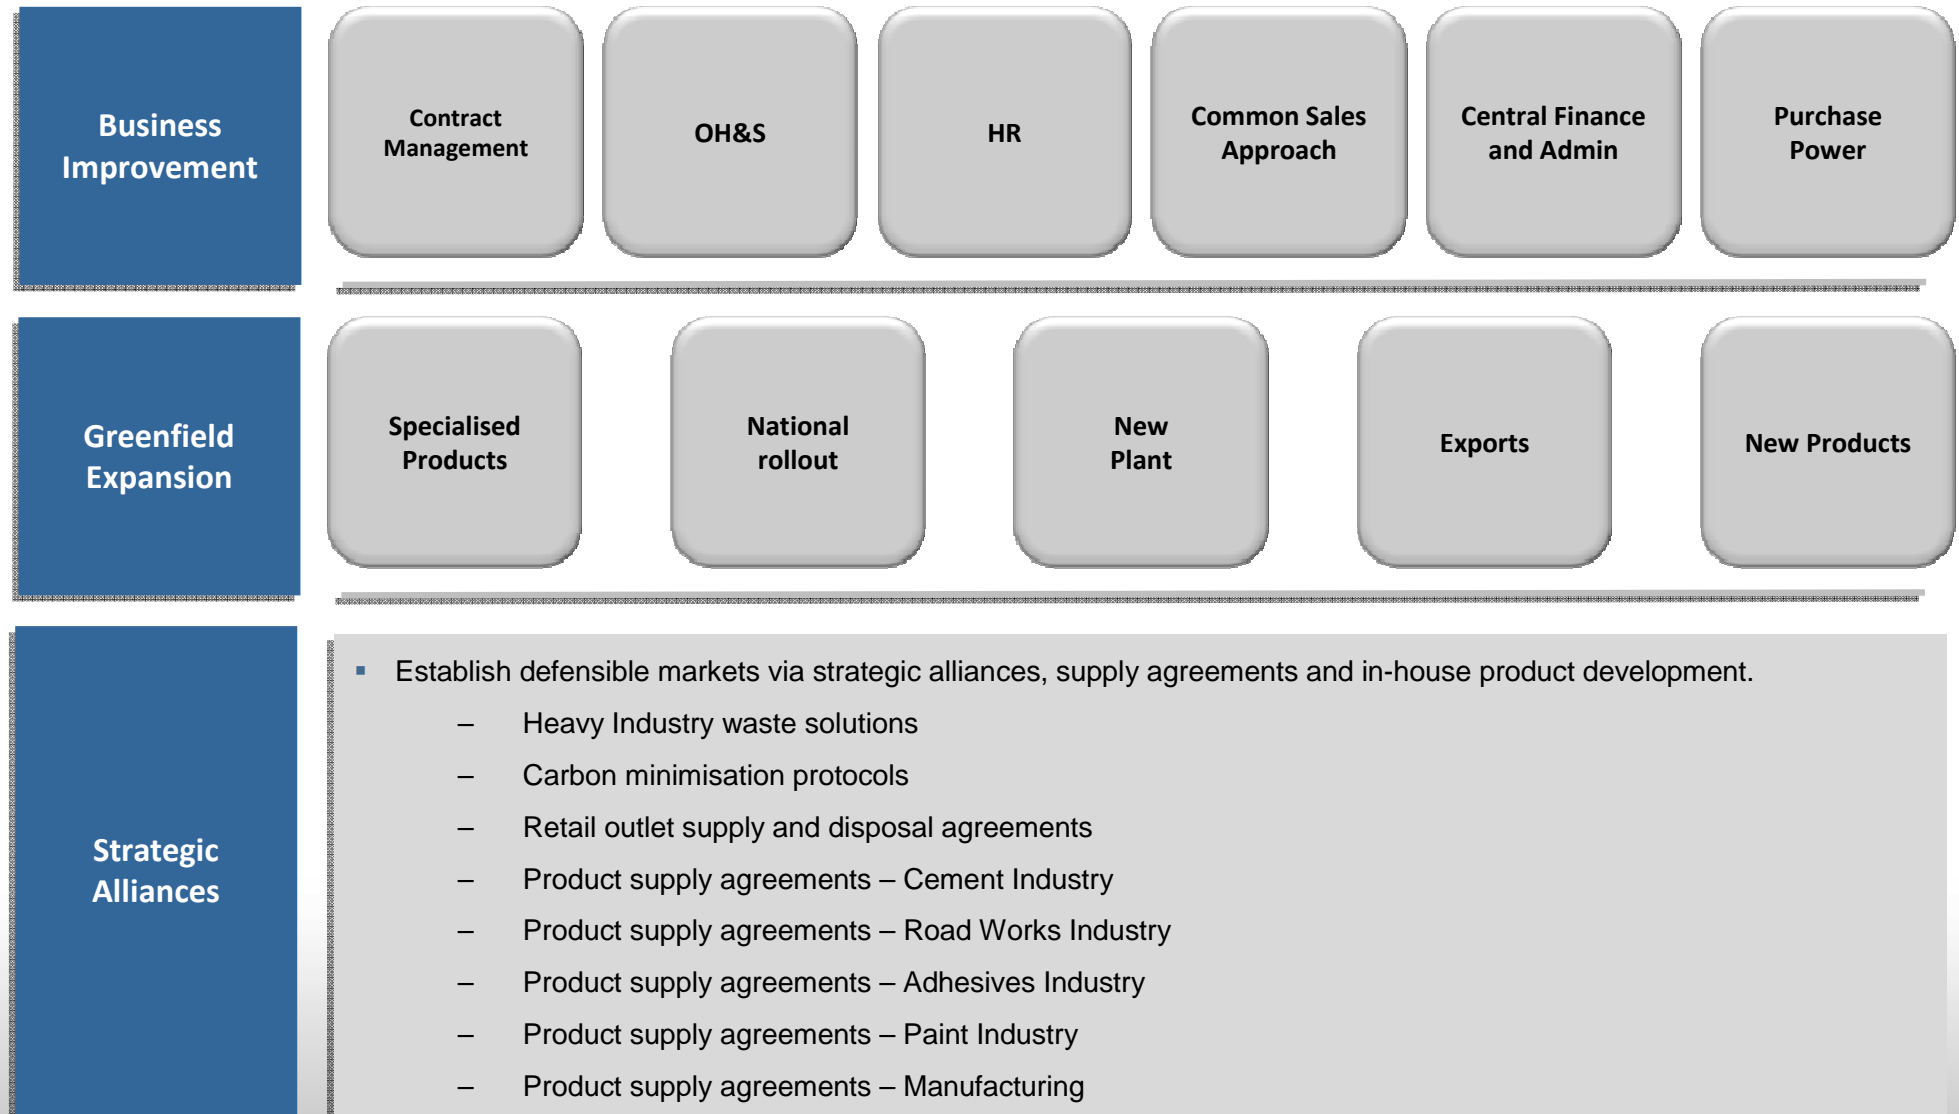 Business
Improvement
Contract
Management
OH&S
HR
Common Sales
Approach
Central Finance
and Admin
Purchase
Power
Greenfield
Expansion
Specialised
Products
National
rollout
New
Plant
Exports
New Products
Strategic
Alliances
▪ Establish defensible markets via strategic alliances, supply agreements and in-house product development.
– Heavy Industry waste solutions
– Carbon minimisation protocols
– Retail outlet supply and disposal agreements
– Product supply agreements – Cement Industry
– Product supply agreements – Road Works Industry
– Product supply agreements – Adhesives Industry
– Product supply agreements – Paint Industry
– Product supply agreements – Manufacturing